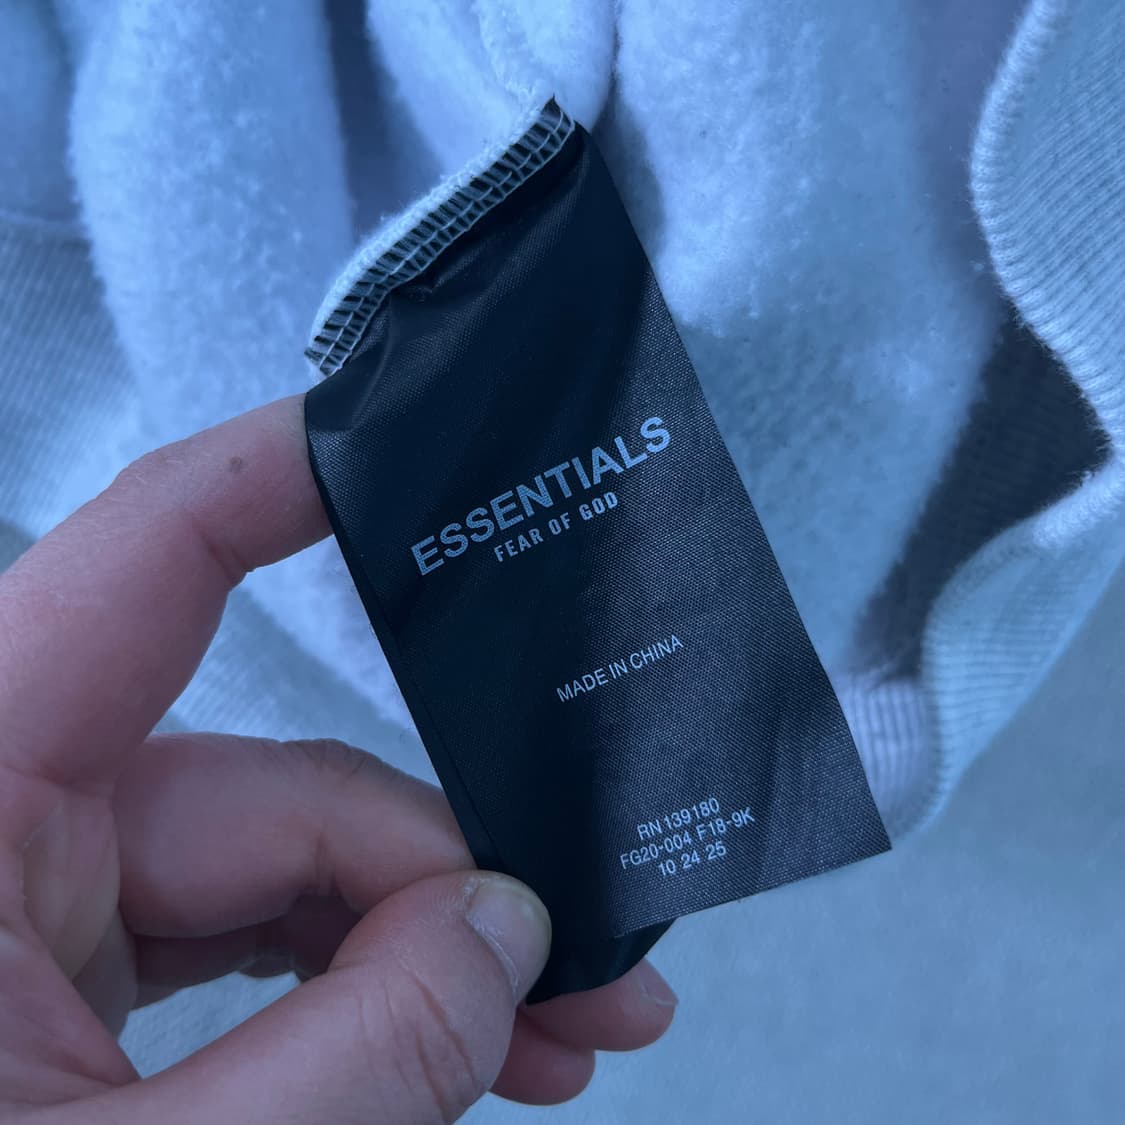 ESSENTIALS
FEAR OF GOD
MADE IN CHINA
RN 139180
FG20-004 F18-9K
10 24 25